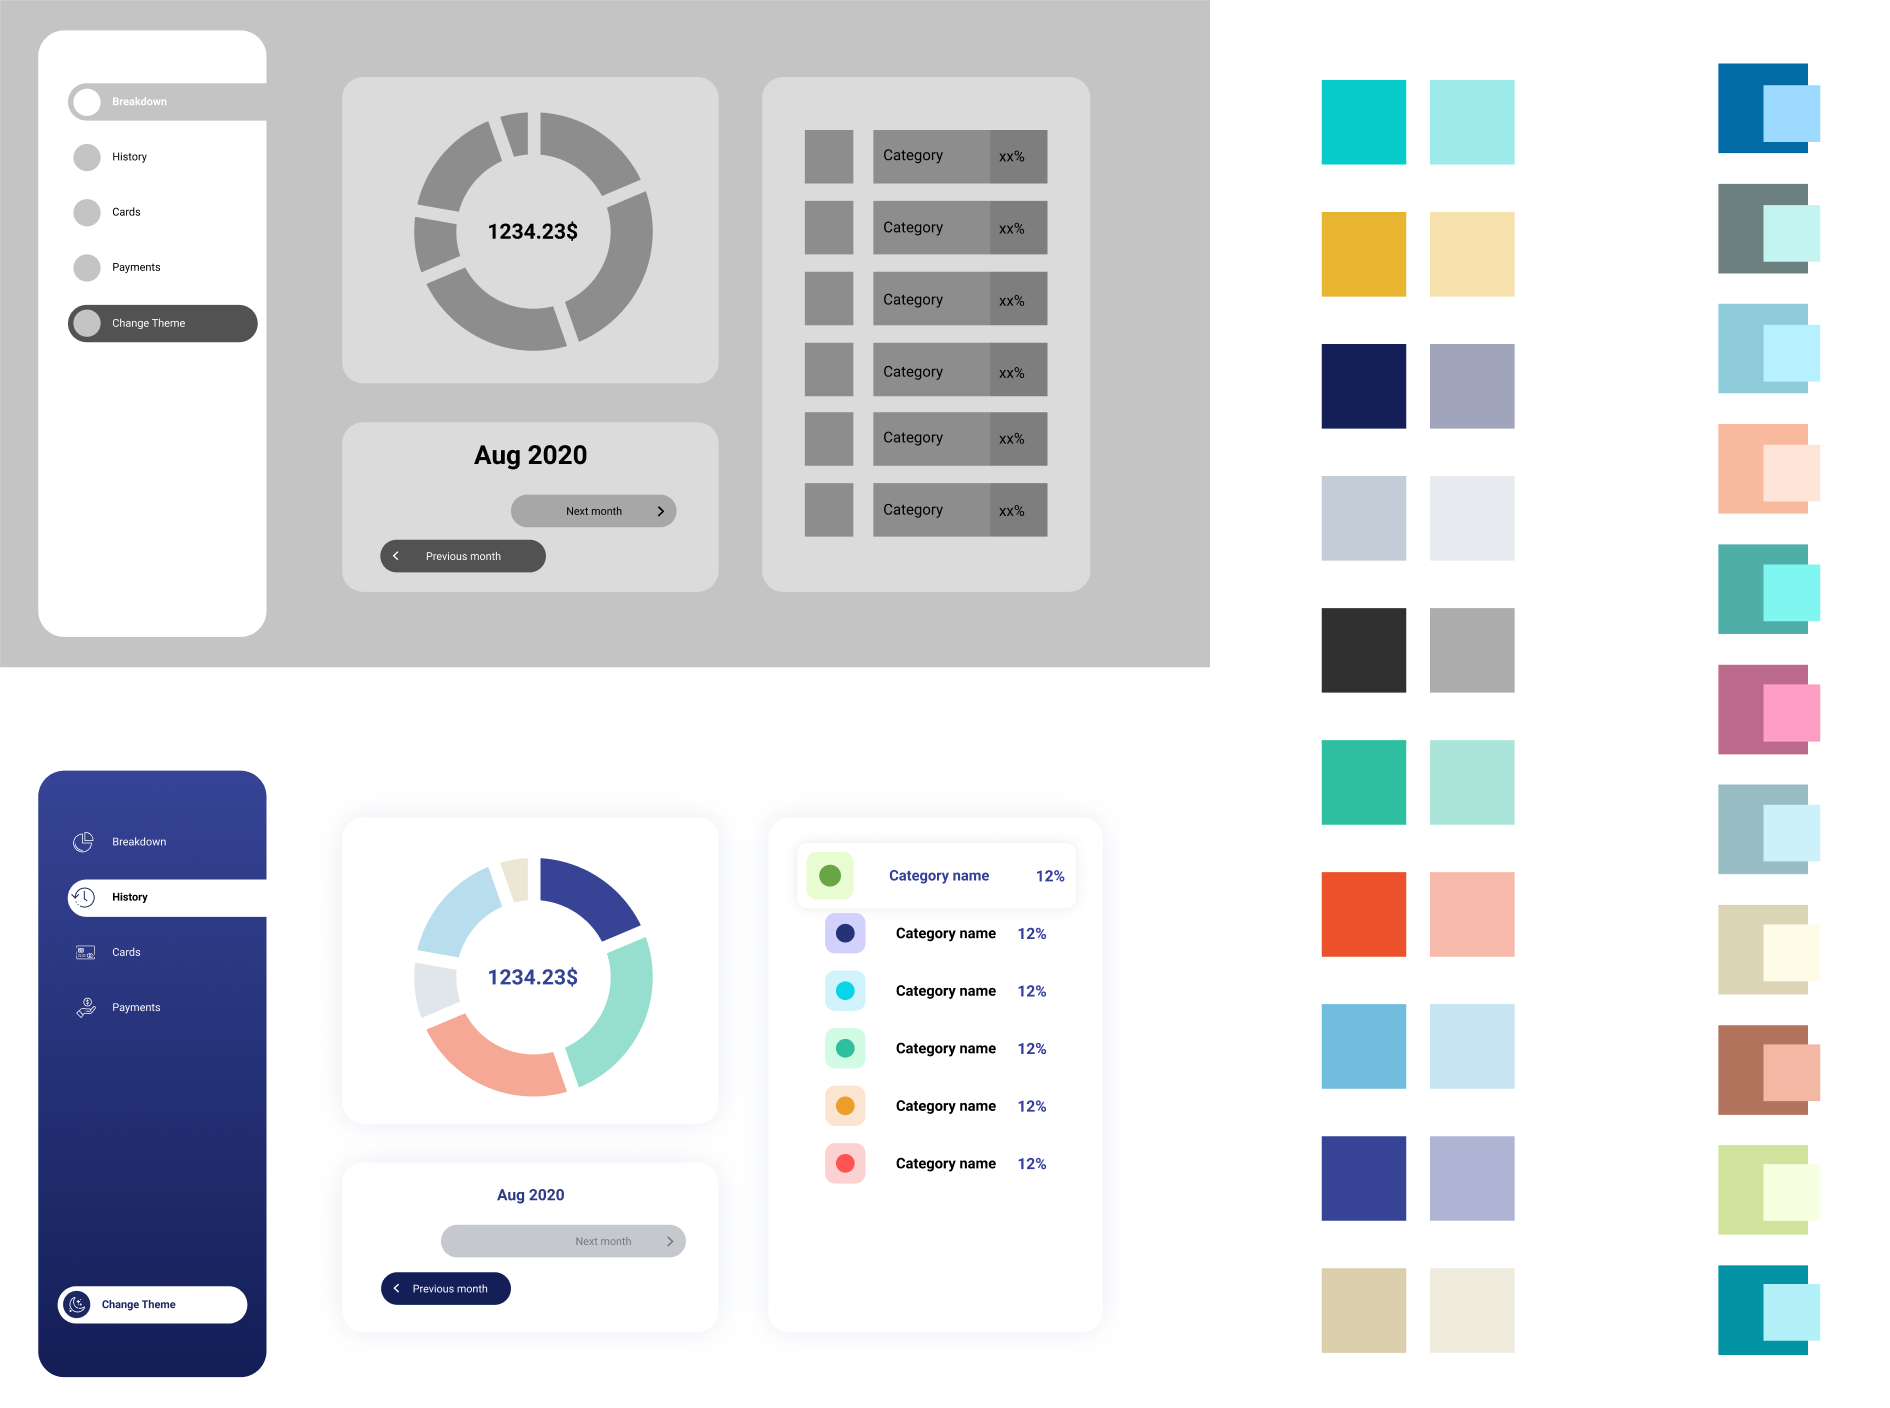 Breakdown
History
Cards
Payments
Change Theme
1234.23$
Aug 2020
Next month
Previous month
Category xx%
Category xx%
Category xx%
Category xx%
Category xx%
Category xx%
Breakdown
History
Cards
Payments
Change Theme
1234.23$
Aug 2020
Next month
Previous month
Category name 12%
Category name 12%
Category name 12%
Category name 12%
Category name 12%
Category name 12%